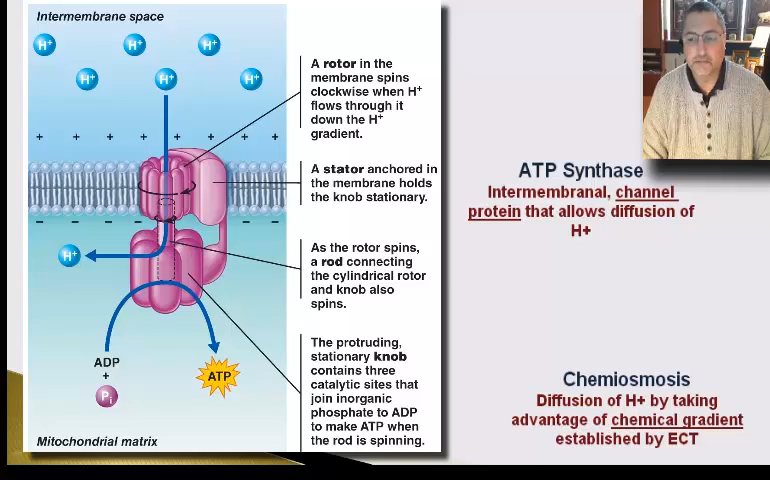 Intermembrane space
H+ H+ H+
H+ H+ H+
+ + + + + + +
A rotor in the
membrane spins
clockwise when H+
flows through it
down the H+
gradient.
A stator anchored in
the membrane holds
the knob stationary.
H+
As the rotor spins,
a rod connecting
the cylindrical rotor
and knob also
spins.
ADP
+
Pi
ATP
The protruding,
stationary knob
contains three
catalytic sites that
join inorganic
phosphate to ADP
to make ATP when
the rod is spinning.
Mitochondrial matrix
ATP Synthase
Intermembranal, channel
protein that allows diffusion of
H+
Chemiosmosis
Diffusion of H+ by taking
advantage of chemical gradient
established by ECT